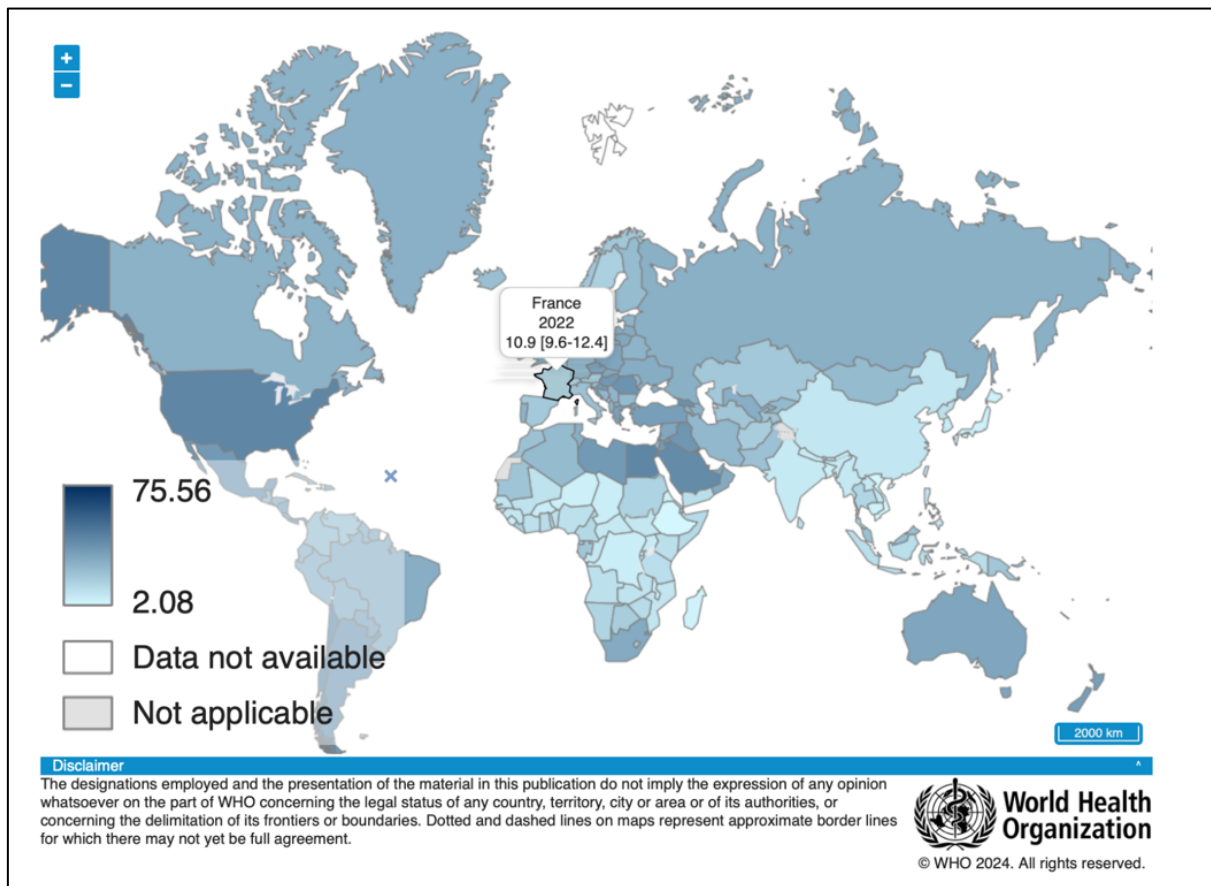 +
−
France
2022
10.9 [9.6-12.4]
75.56
2.08
Data not available
Not applicable
2000 km
Disclaimer
^
The designations employed and the presentation of the material in this publication do not imply the expression of any opinion
whatsoever on the part of WHO concerning the legal status of any country, territory, city or area or of its authorities, or
concerning the delimitation of its frontiers or boundaries. Dotted and dashed lines on maps represent approximate border lines
for which there may not yet be full agreement.
World Health
Organization
© WHO 2024. All rights reserved.